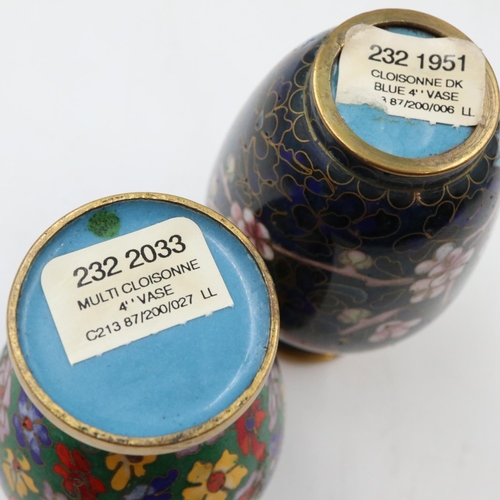 232 1951
CLOISONNE DK
BLUE 4'' VASE
87/200/006 LL
232 2033
MULTI CLOISONNE
4'' VASE
C213 87/200/027 LL